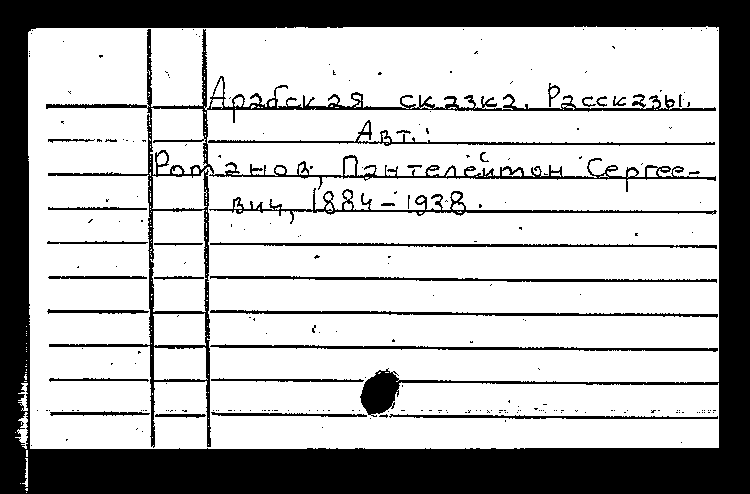 Арабская сказка. Рассказы.
Авт.:
Романов, Пантелеймон Сергее-
вич, 1884-1938.